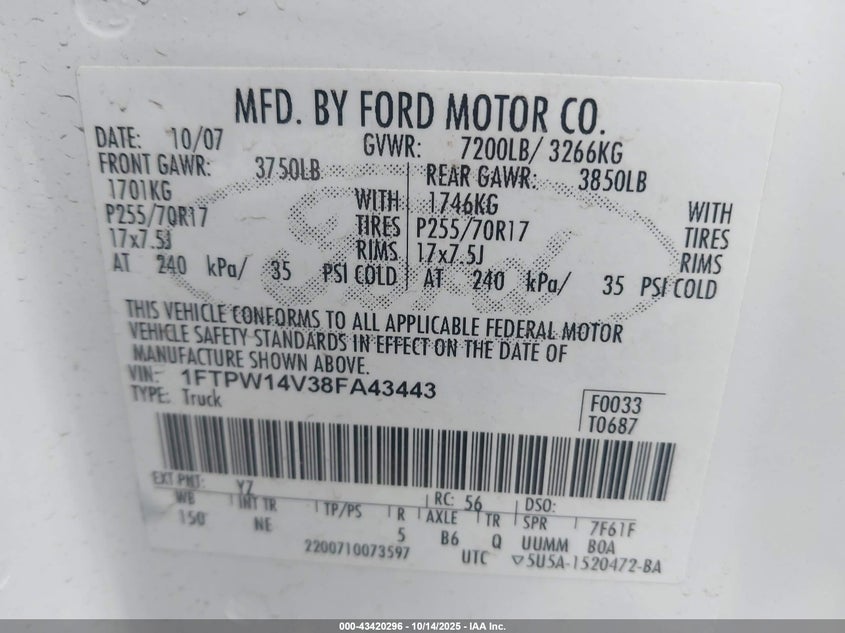 MFD. BY FORD MOTOR CO.
DATE: 10/07 GVWR: 7200LB/ 3266KG
FRONT GAWR: 3750LB REAR GAWR: 3850LB
1701KG WITH 1746KG WITH
P255/70R17 TIRES P255/70R17 TIRES
17x7.5J RIMS 17x7.5J RIMS
AT 240 kPa/ 35 PSI COLD AT 240 kPa/ 35 PSI COLD
THIS VEHICLE CONFORMS TO ALL APPLICABLE FEDERAL MOTOR
VEHICLE SAFETY STANDARDS IN EFFECT ON THE DATE OF
MANUFACTURE SHOWN ABOVE.
VIN: 1FTPW14V38FA43443
TYPE: Truck
F0033
T0687
EXT PNT: Y7 RC: 56 DSO:
WB INT TR TP/PS R AXLE TR SPR 7F61F
150 NE 5 B6 Q UUMM BOA
2200710073597 UTC ▽5U5A-1520472-BA
Ford
000-43420296 - 10/14/2025 - IAA Inc.